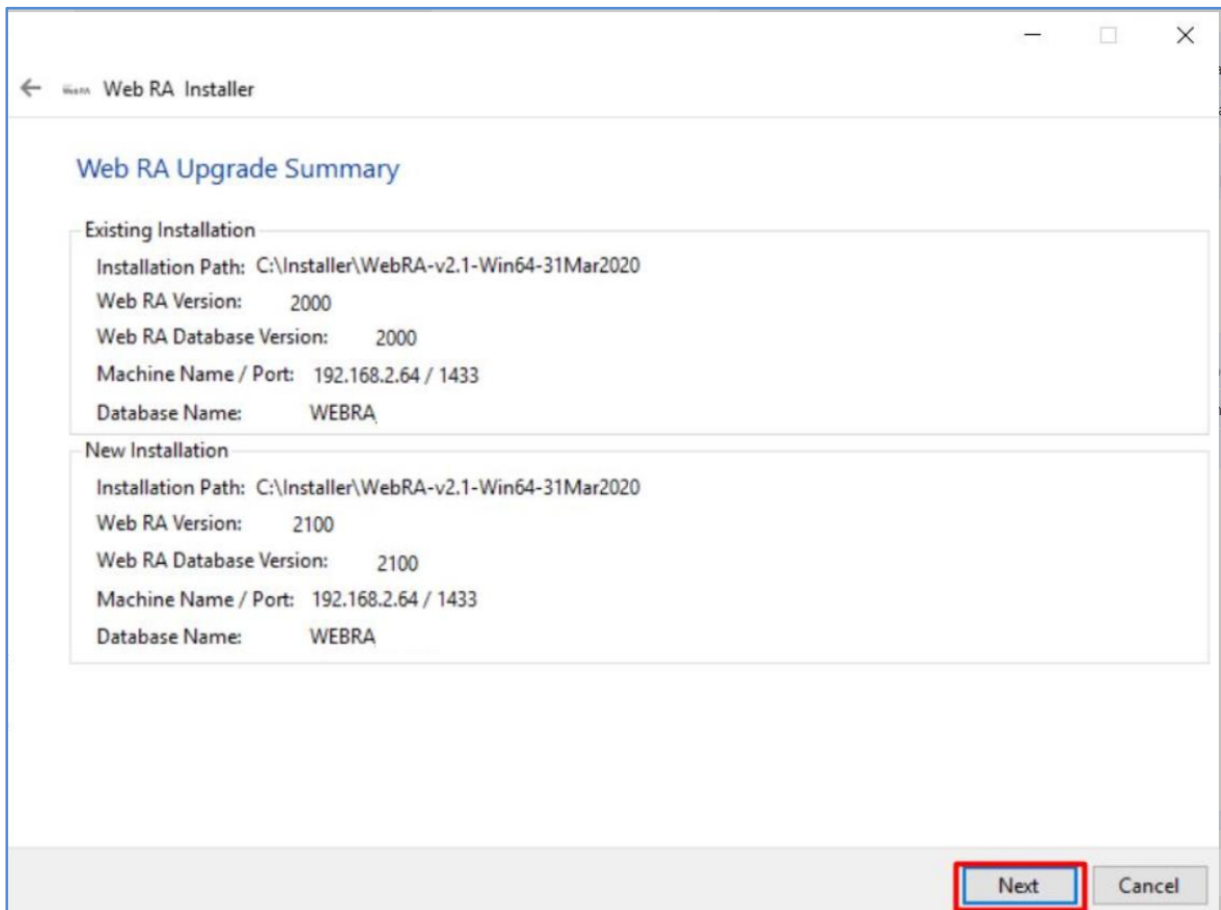 Web RA Installer
Web RA Upgrade Summary
Existing Installation
Installation Path: C:\Installer\WebRA-v2.1-Win64-31Mar2020
Web RA Version: 2000
Web RA Database Version: 2000
Machine Name / Port: 192.168.2.64 / 1433
Database Name: WEBRA
New Installation
Installation Path: C:\Installer\WebRA-v2.1-Win64-31Mar2020
Web RA Version: 2100
Web RA Database Version: 2100
Machine Name / Port: 192.168.2.64 / 1433
Database Name: WEBRA
Next Cancel